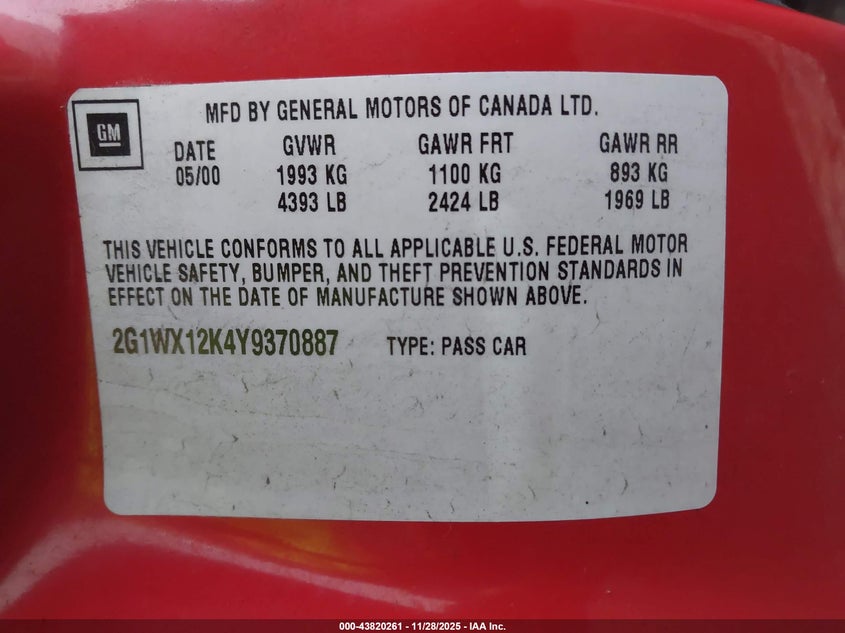 MFD BY GENERAL MOTORS OF CANADA LTD.
GM
DATE GVWR GAWR FRT GAWR RR
05/00 1993 KG 1100 KG 893 KG
4393 LB 2424 LB 1969 LB
THIS VEHICLE CONFORMS TO ALL APPLICABLE U.S. FEDERAL MOTOR
VEHICLE SAFETY, BUMPER, AND THEFT PREVENTION STANDARDS IN
EFFECT ON THE DATE OF MANUFACTURE SHOWN ABOVE.
2G1WX12K4Y9370887 TYPE: PASS CAR
000-43820261 - 11/28/2025 - IAA Inc.